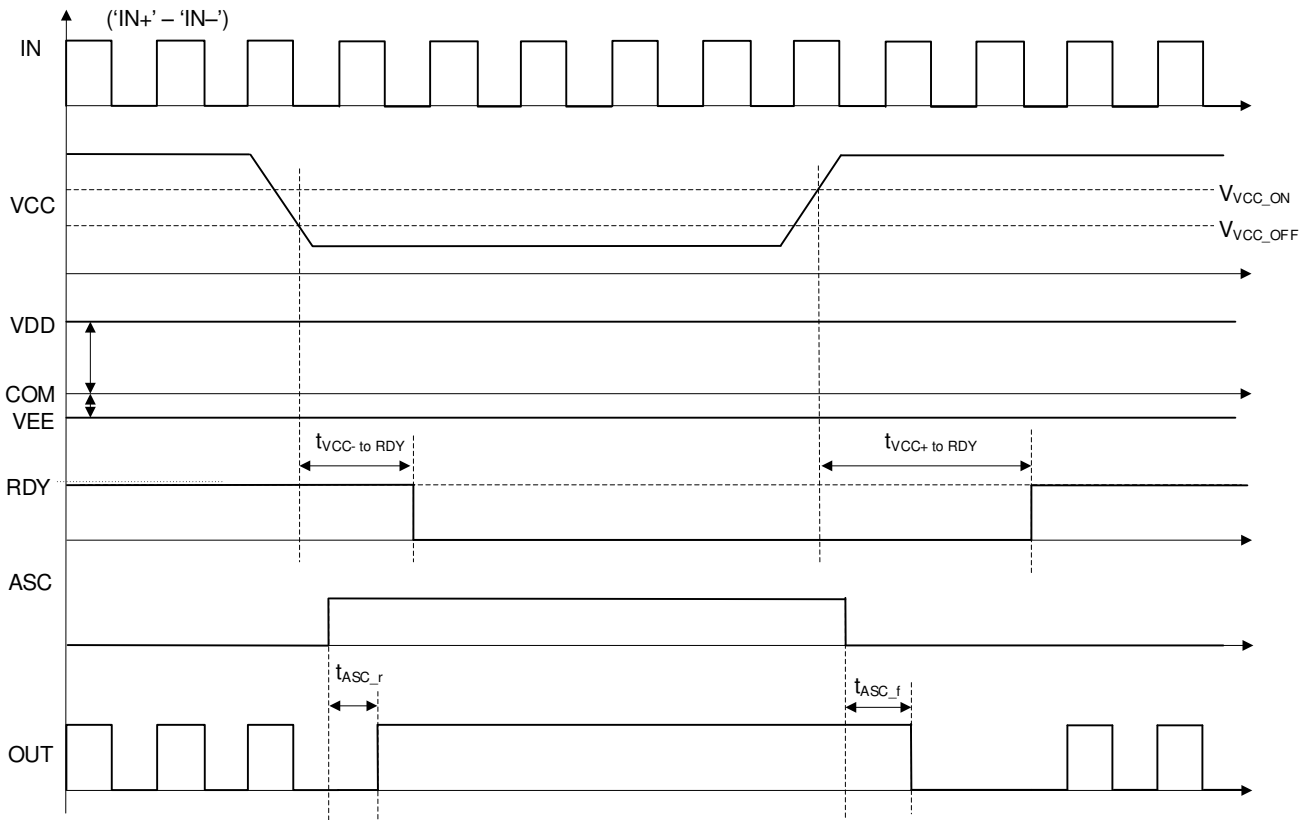 ('IN+' – 'IN–')
IN
VCC
V_VCC_ON
V_VCC_OFF
VDD
COM
VEE
t_VCC- to RDY
t_VCC+ to RDY
RDY
ASC
t_ASC_r
t_ASC_f
OUT